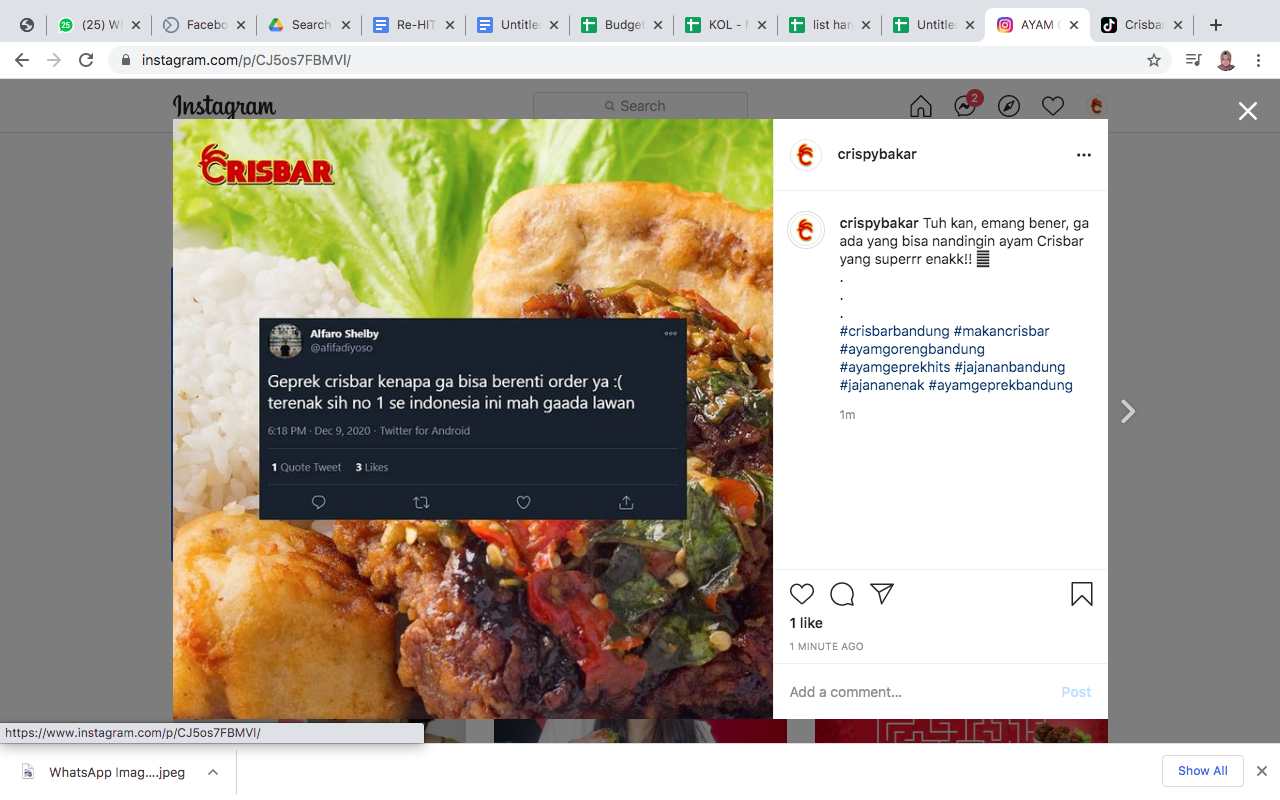 (25) W
Facebo
Search
Re-HIT
Untitle
Budget
KOL - M
list har
Untitle
AYAM
Crisbar
instagram.com/p/CJ5os7FBMVI/
Instagram
Search
2
CRISBAR
crispybakar
crispybakar Tuh kan, emang bener, ga
ada yang bisa nandingin ayam Crisbar
yang superrr enakk!!
.
.
.
#crisbarbandung #makancrisbar
#ayamgorengbandung
#ayamgeprekhits #jajananbandung
#jajananenak #ayamgeprekbandung
1m
Alfaro Shelby
@afifadiyoso
Geprek crisbar kenapa ga bisa berenti order ya :(
terenak sih no 1 se indonesia ini mah gaada lawan
6:18 PM · Dec 9, 2020 · Twitter for Android
1 Quote Tweet 3 Likes
1 like
1 MINUTE AGO
Add a comment... Post
https://www.instagram.com/p/CJ5os7FBMVI/
WhatsApp Imag....jpeg
Show All